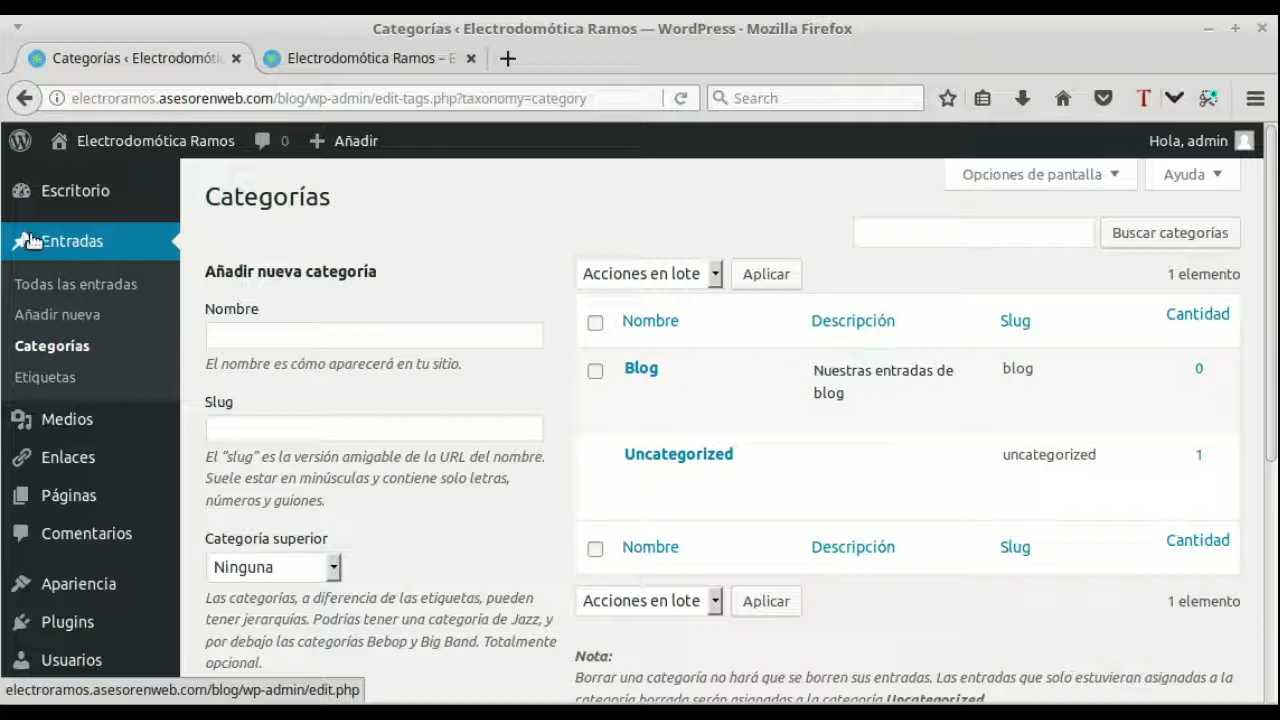 Categorías ‹ Electrodomótica Ramos — WordPress - Mozilla Firefox
Categorías ‹ Electrodomóti
Electrodomótica Ramos – E
electroramos.asesorenweb.com/blog/wp-admin/edit-tags.php?taxonomy=category
Search
Electrodomótica Ramos
0
Añadir
Hola, admin
Escritorio
Entradas
Todas las entradas
Añadir nueva
Categorías
Etiquetas
Medios
Enlaces
Páginas
Comentarios
Apariencia
Plugins
Usuarios
Opciones de pantalla
Ayuda
Categorías
Buscar categorías
Añadir nueva categoría
Nombre
El nombre es cómo aparecerá en tu sitio.
Slug
El “slug” es la versión amigable de la URL del nombre.
Suele estar en minúsculas y contiene solo letras,
números y guiones.
Categoría superior
Ninguna
Las categorías, a diferencia de las etiquetas, pueden
tener jerarquías. Podrías tener una categoría de Jazz, y
por debajo las categorías Bebop y Big Band. Totalmente
opcional.
Acciones en lote
Aplicar
1 elemento
Nombre Descripción Slug Cantidad
Blog Nuestras entradas de blog 0
blog
Uncategorized uncategorized 1
Nombre Descripción Slug Cantidad
Acciones en lote
Aplicar
1 elemento
Nota:
Borrar una categoría no hará que se borren sus entradas. Las entradas que solo estuvieran asignadas a la
categoría borrada serán asignadas a la categoría Uncategorized.
electroramos.asesorenweb.com/blog/wp-admin/edit.php